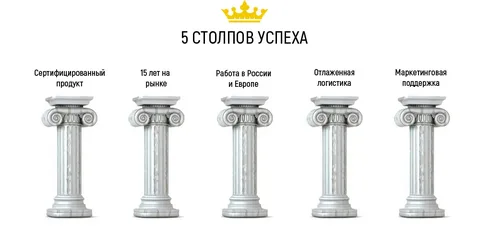 5 СТОЛПОВ УСПЕХА
Сертифицированный
продукт
15 лет на
рынке
Работа в России
и Европе
Отлаженная
логистика
Маркетинговая
поддержка